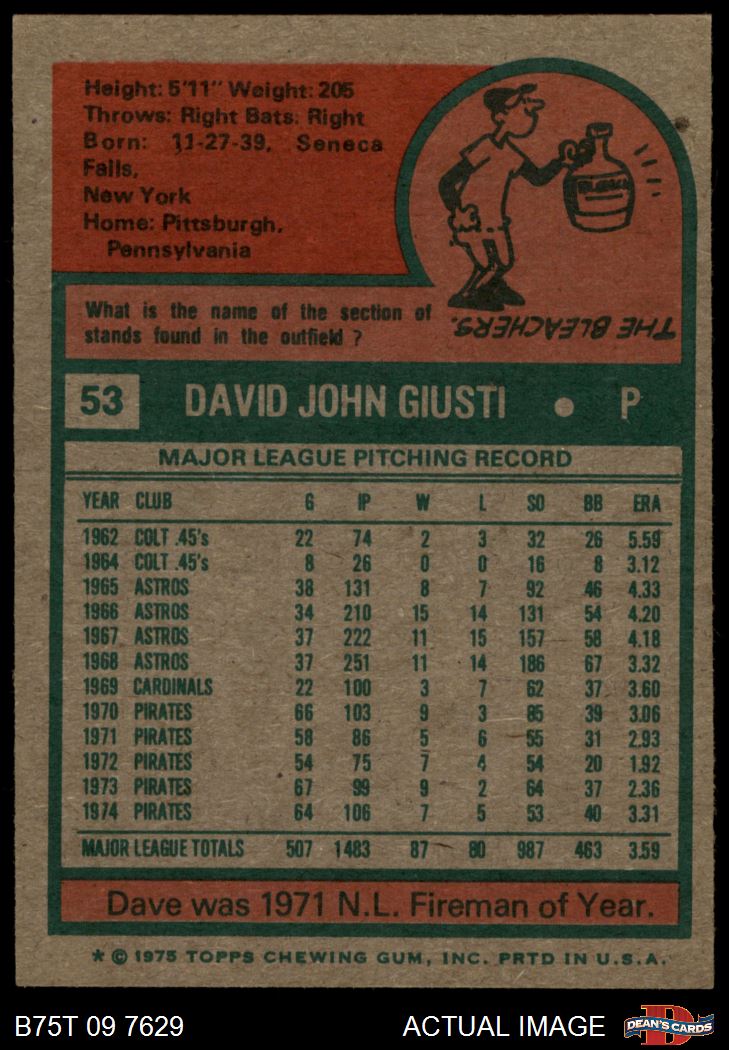 Height: 5'11" Weight: 205
Throws: Right Bats: Right
Born: 11-27-39, Seneca
Falls,
New York
Home: Pittsburgh,
Pennsylvania
What is the name of the section of
stands found in the outfield ?
THE BLEACHERS.
53 DAVID JOHN GIUSTI • P
MAJOR LEAGUE PITCHING RECORD
YEAR CLUB G IP W L SO BB ERA
1962 COLT .45's 22 74 2 3 32 26 5.59
1964 COLT .45's 8 26 0 0 16 8 3.12
1965 ASTROS 38 131 8 7 92 46 4.33
1966 ASTROS 34 210 15 14 131 54 4.20
1967 ASTROS 37 222 11 15 157 58 4.18
1968 ASTROS 37 251 11 14 186 67 3.32
1969 CARDINALS 22 100 3 7 62 37 3.60
1970 PIRATES 66 103 9 3 85 39 3.06
1971 PIRATES 58 86 5 6 55 31 2.93
1972 PIRATES 54 75 7 4 54 20 1.92
1973 PIRATES 67 99 9 2 64 37 2.36
1974 PIRATES 64 106 7 5 53 40 3.31
MAJOR LEAGUE TOTALS 507 1483 87 80 987 463 3.59
Dave was 1971 N.L. Fireman of Year.
* © 1975 TOPPS CHEWING GUM, INC. PRTD IN U.S.A.
B75T 09 7629 ACTUAL IMAGE
DEAN'S CARDS